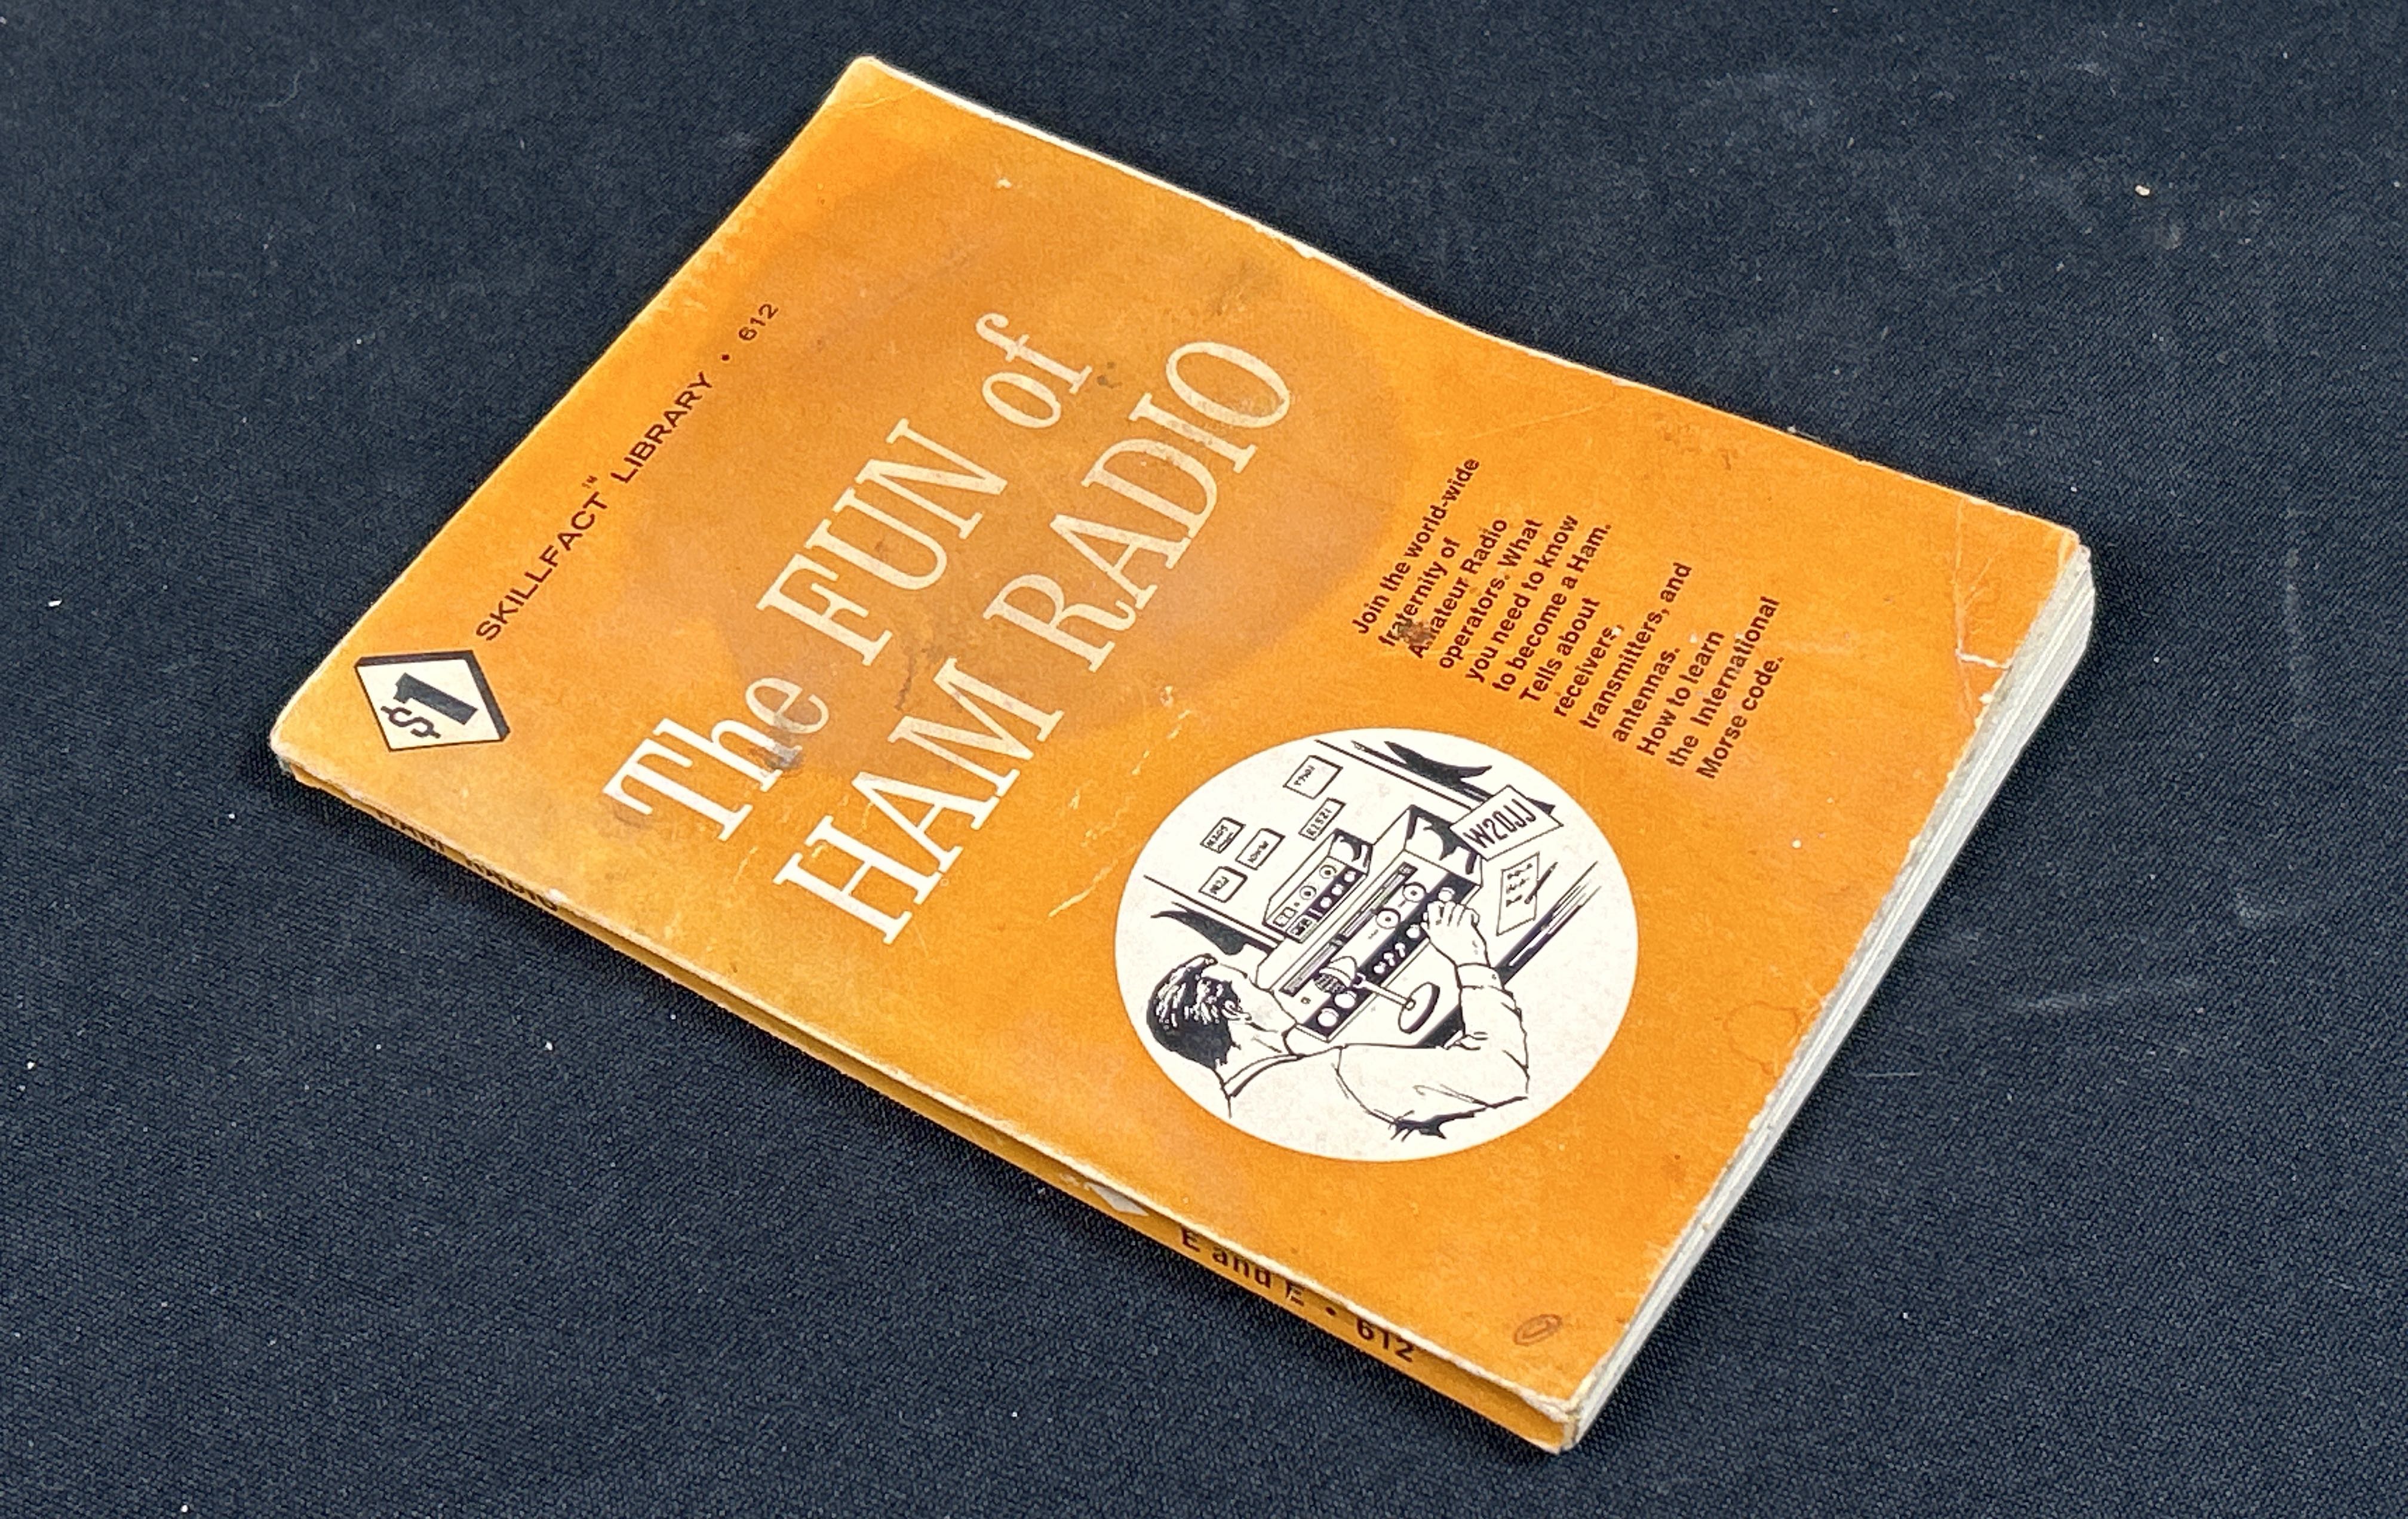 $1
SKILLFACT™ LIBRARY • 612
The FUN of
HAM RADIO
Join the world-wide
fraternity of
Amateur Radio
operators. What
you need to know
to become a Ham.
Tells about
receivers,
transmitters, and
antennas.
How to learn
the International
Morse code.
W2OJJ
HAM RADIO
E and E • 612